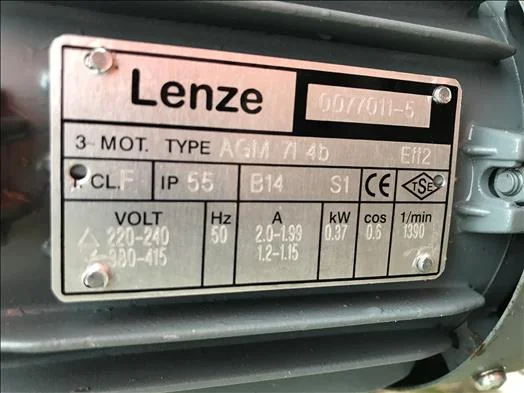 Lenze 0077011-5
3~MOT. TYPE AGM 71 4b Eff2
I. CL.F IP 55 B14 S1 CE TSE
VOLT Hz A kW cos 1/min
△ 220-240 50 2.0-1.99 0.37 0.6 1390
380-415 1.2-1.15